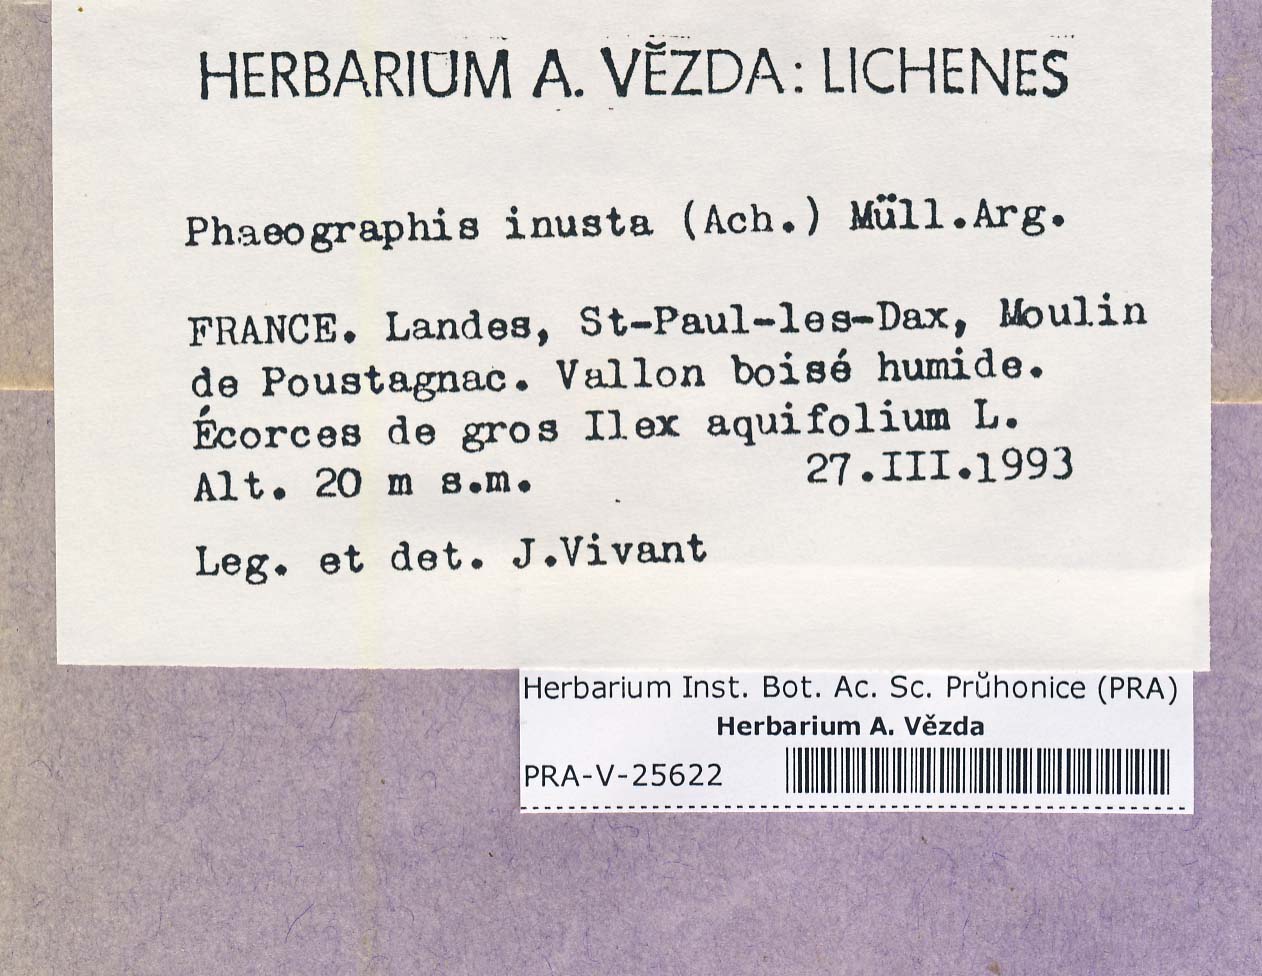 HERBARIUM A. VĚZDA: LICHENES
Phaeographis inusta (Ach.) Müll.Arg.
FRANCE. Landes, St-Paul-les-Dax, Moulin
de Poustagnac. Vallon boisé humide.
Écorces de gros Ilex aquifolium L.
Alt. 20 m s.m. 27.III.1993
Leg. et det. J.Vivant
Herbarium Inst. Bot. Ac. Sc. Průhonice (PRA)
Herbarium A. Vězda
PRA-V-25622